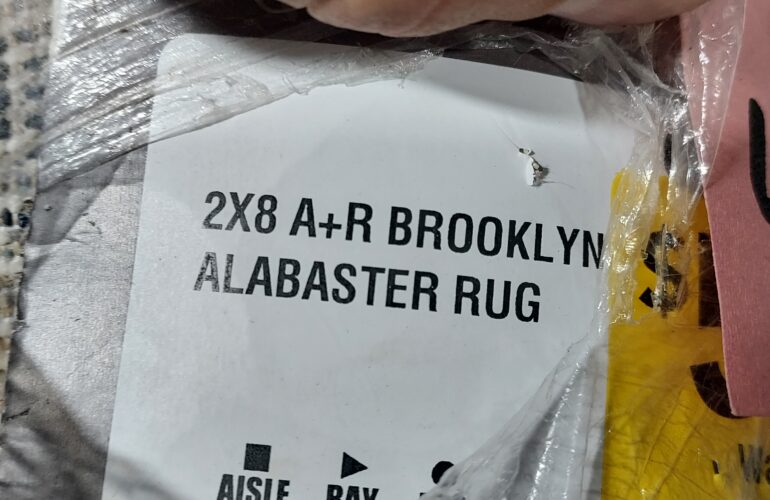 2X8 A+R BROOKLYN
ALABASTER RUG
AISLE BAY